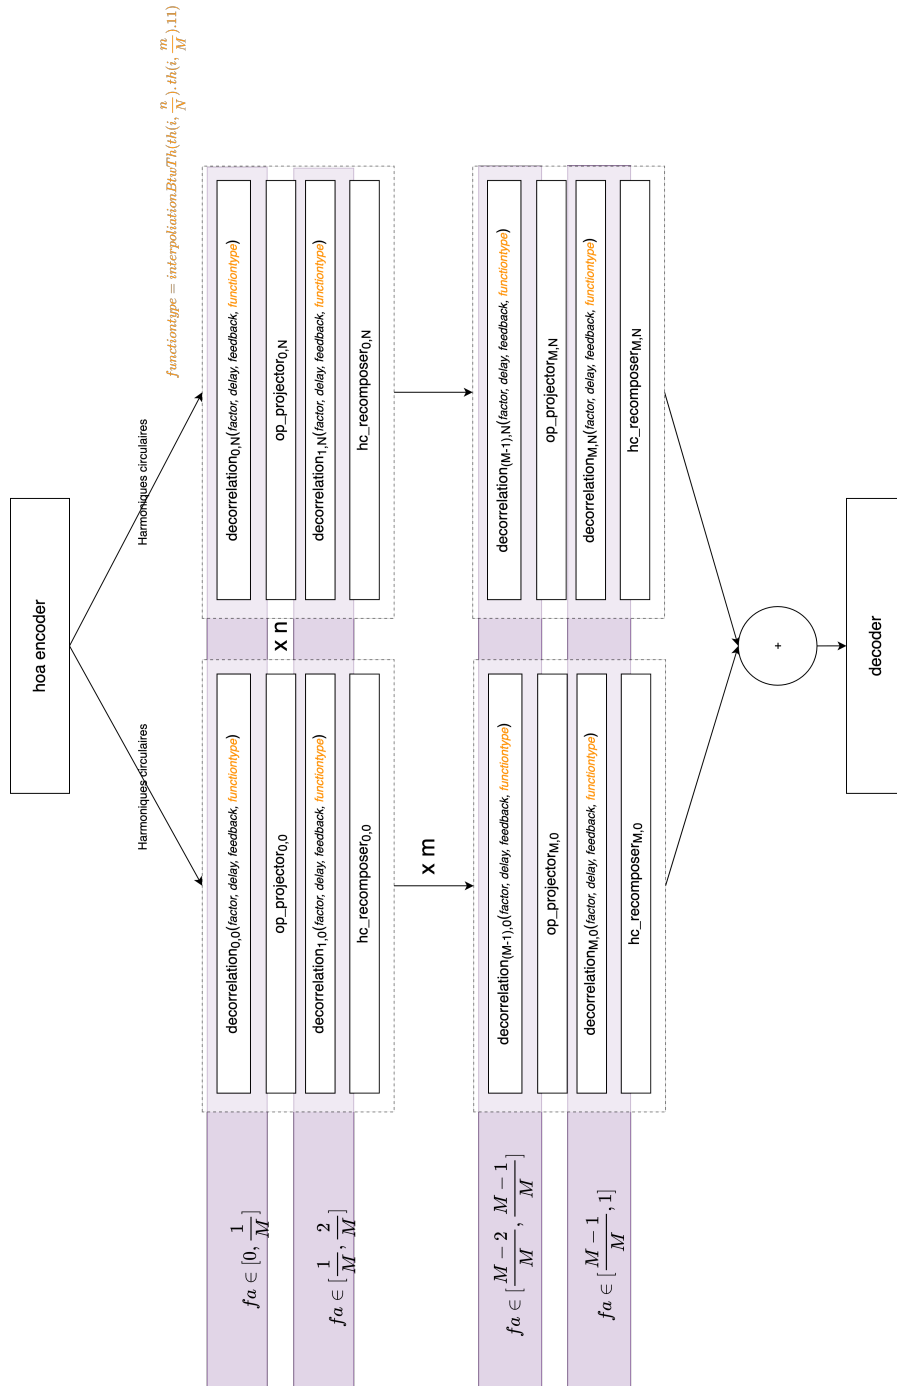 hoa encoder
Harmoniques circulaires
Harmoniques circulaires
functiontype = interpoliationBtwTh(th(i, n/N).th(i, m/M).11)
fa ∈ [0, 1/M]
decorrelation0,0(factor, delay, feedback, functiontype)
decorrelation0,N(factor, delay, feedback, functiontype)
op_projector0,0
x n
op_projector0,N
fa ∈ [1/M, 2/M]
decorrelation1,0(factor, delay, feedback, functiontype)
decorrelation1,N(factor, delay, feedback, functiontype)
hc_recomposer0,0
hc_recomposer0,N
x m
fa ∈ [M − 2/M, M − 1/M]
decorrelation(M-1),0(factor, delay, feedback, functiontype)
decorrelation(M-1),N(factor, delay, feedback, functiontype)
op_projectorM,0
op_projectorM,N
fa ∈ [M − 1/M, 1]
decorrelationM,0(factor, delay, feedback, functiontype)
decorrelationM,N(factor, delay, feedback, functiontype)
hc_recomposerM,0
hc_recomposerM,N
+
decoder